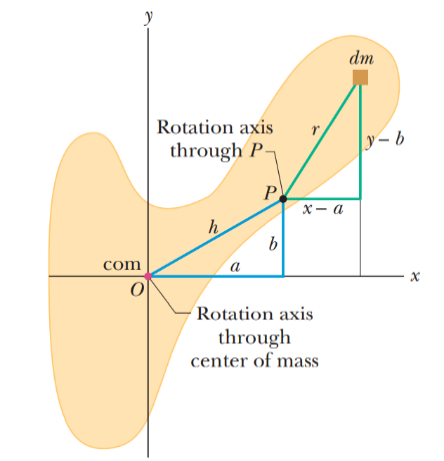 y
dm
Rotation axis
through P
r
y – b
P
x – a
h
b
com
a
x
O
Rotation axis
through
center of mass